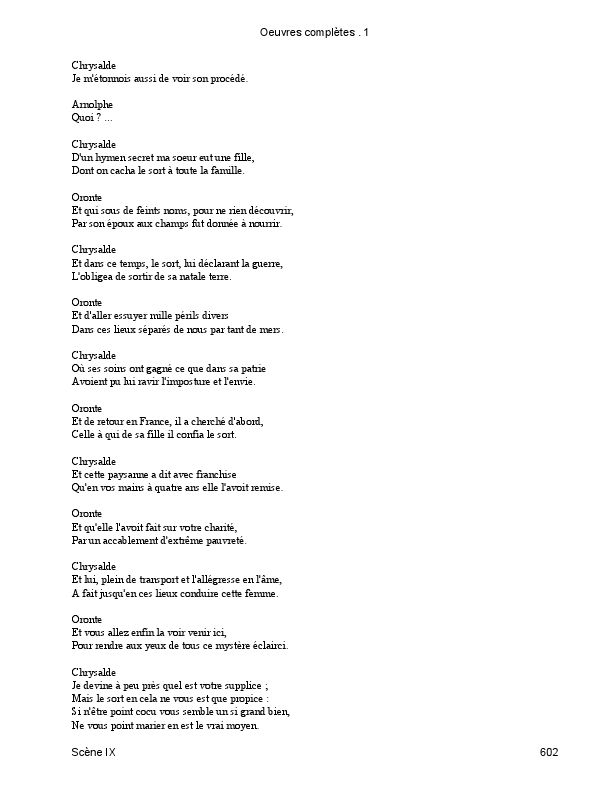 Oeuvres complètes . 1
Chrysalde
Je m'étonnois aussi de voir son procédé.
Arnolphe
Quoi ? ...
Chrysalde
D'un hymen secret ma soeur eut une fille,
Dont on cacha le sort à toute la famille.
Oronte
Et qui sous de feints noms, pour ne rien découvrir,
Par son époux aux champs fut donnée à nourrir.
Chrysalde
Et dans ce temps, le sort, lui déclarant la guerre,
L'obligea de sortir de sa natale terre.
Oronte
Et d'aller essuyer mille périls divers
Dans ces lieux séparés de nous par tant de mers.
Chrysalde
Où ses soins ont gagné ce que dans sa patrie
Avoient pu lui ravir l'imposture et l'envie.
Oronte
Et de retour en France, il a cherché d'abord,
Celle à qui de sa fille il confia le sort.
Chrysalde
Et cette paysanne a dit avec franchise
Qu'en vos mains à quatre ans elle l'avoit remise.
Oronte
Et qu'elle l'avoit fait sur votre charité,
Par un accablement d'extrême pauvreté.
Chrysalde
Et lui, plein de transport et l'allégresse en l'âme,
A fait jusqu'en ces lieux conduire cette femme.
Oronte
Et vous allez enfin la voir venir ici,
Pour rendre aux yeux de tous ce mystère éclairci.
Chrysalde
Je devine à peu près quel est votre supplice ;
Mais le sort en cela ne vous est que propice :
Si n'être point cocu vous semble un si grand bien,
Ne vous point marier en est le vrai moyen.
Scène IX 602